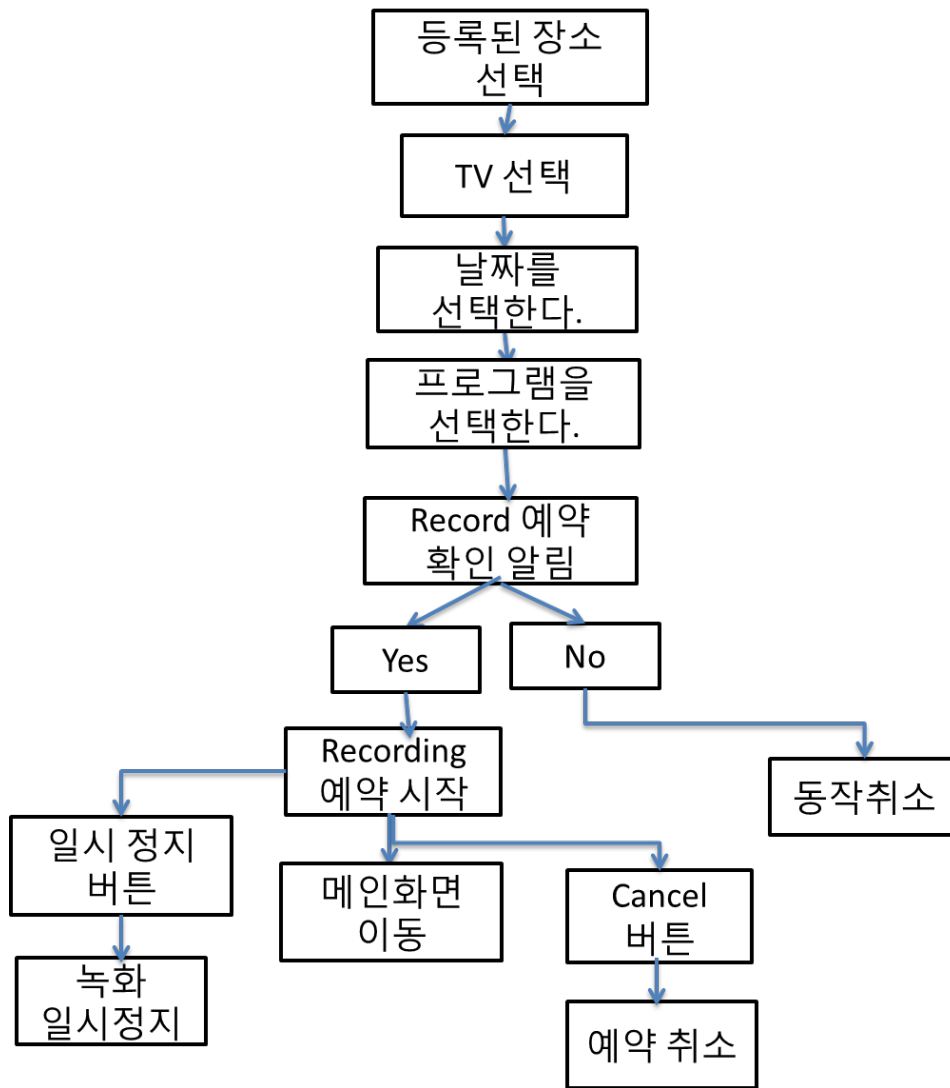 등록된 장소
선택
TV 선택
날짜를
선택한다.
프로그램을
선택한다.
Record 예약
확인 알림
Yes
No
Recording
예약 시작
동작취소
일시 정지
버튼
메인화면
이동
Cancel
버튼
녹화
일시정지
예약 취소